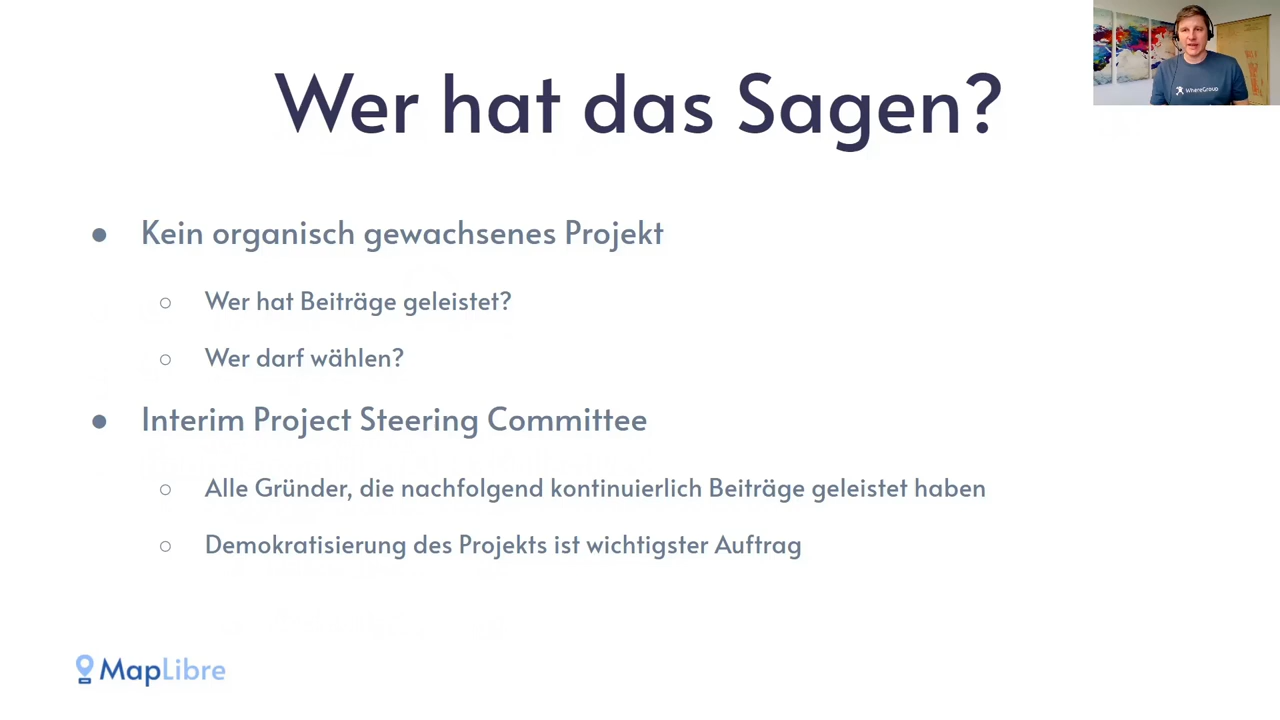 Wer hat das Sagen?
WhereGroup
● Kein organisch gewachsenes Projekt
○ Wer hat Beiträge geleistet?
○ Wer darf wählen?
● Interim Project Steering Committee
○ Alle Gründer, die nachfolgend kontinuierlich Beiträge geleistet haben
○ Demokratisierung des Projekts ist wichtigster Auftrag
MapLibre